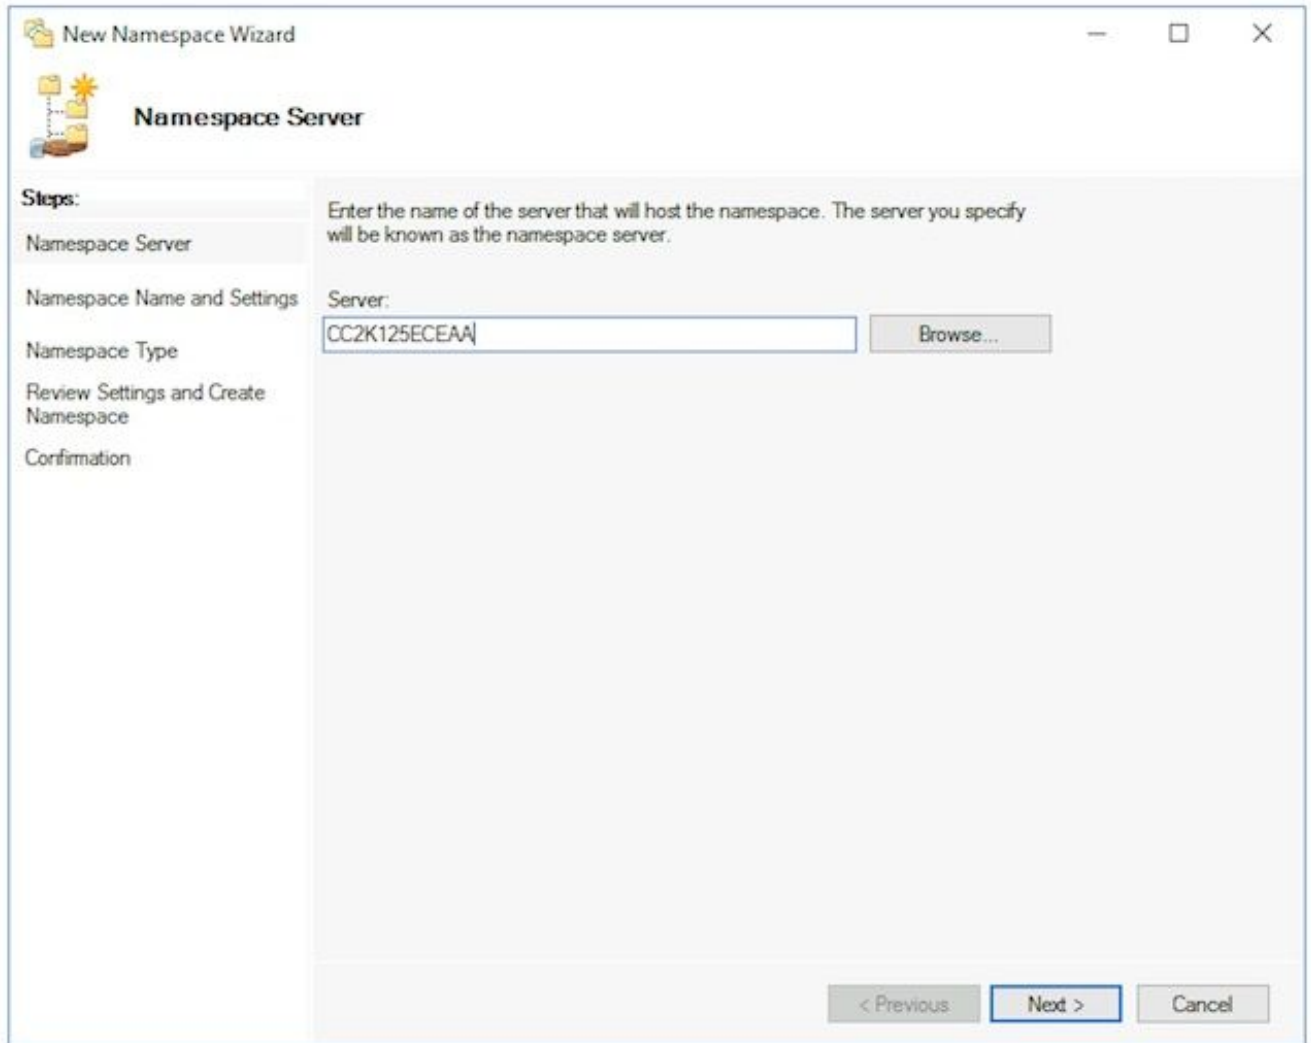 New Namespace Wizard
Namespace Server
Steps:
Namespace Server
Namespace Name and Settings
Namespace Type
Review Settings and Create
Namespace
Confirmation
Enter the name of the server that will host the namespace. The server you specify
will be known as the namespace server.
Server:
CC2K125ECEAA
Browse...
< Previous
Next >
Cancel